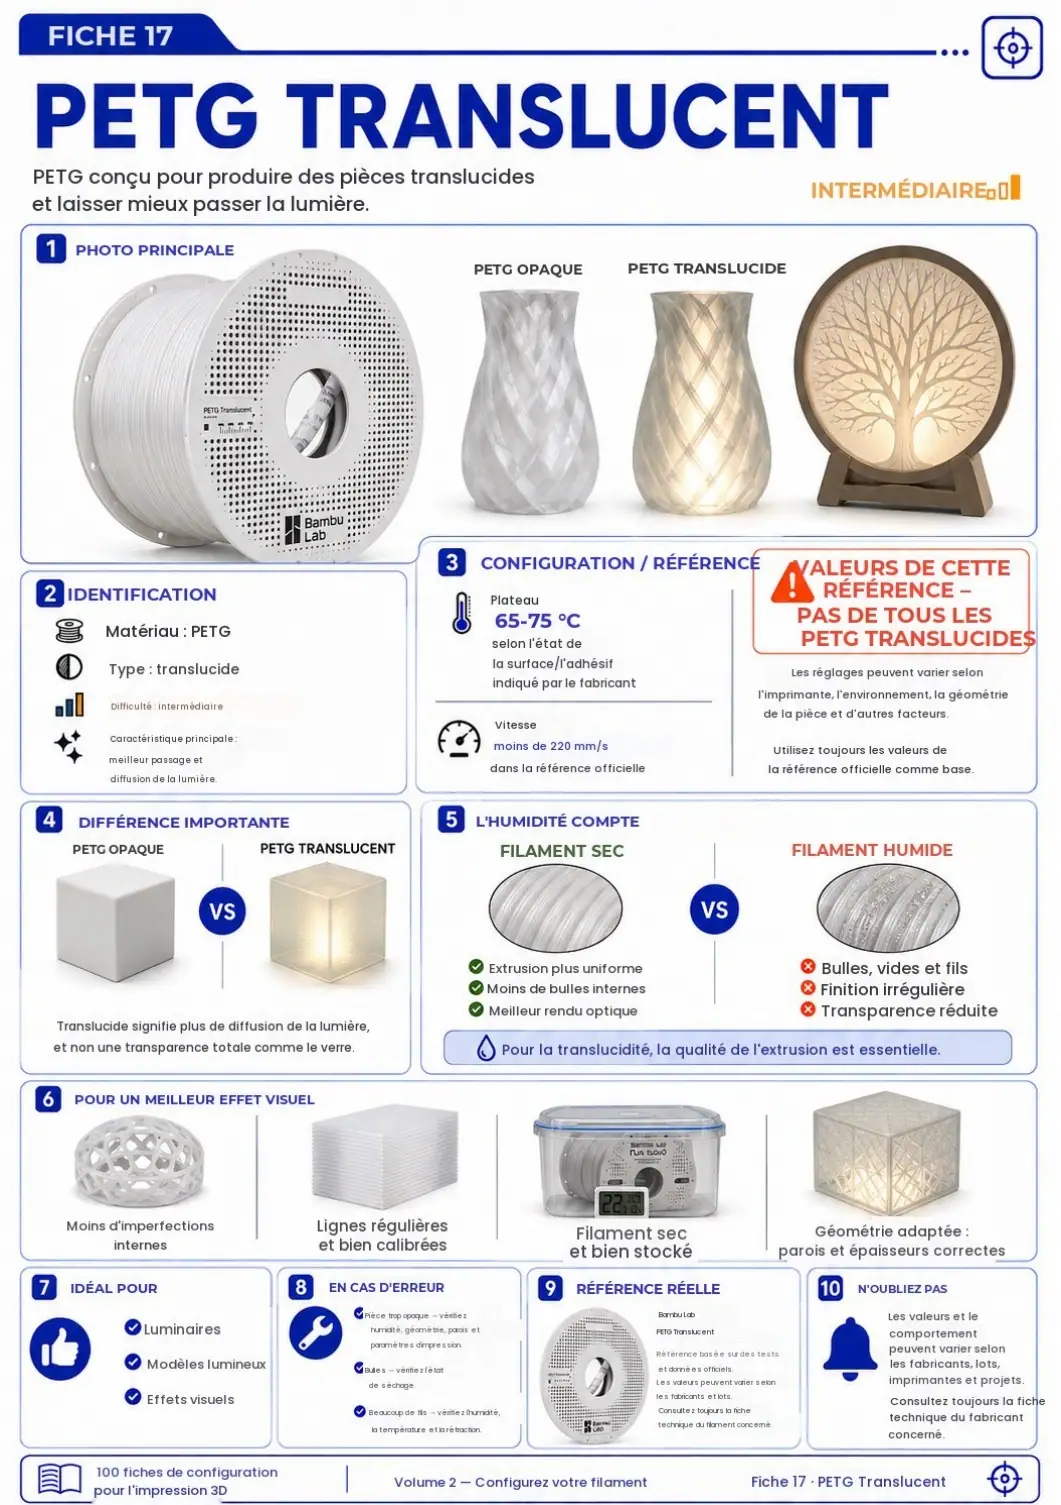 FICHE 17
PETG TRANSLUCENT
PETG conçu pour produire des pièces translucides
et laisser mieux passer la lumière.
INTERMÉDIAIRE
1 PHOTO PRINCIPALE
PETG OPAQUE
PETG TRANSLUCIDE
PETG Translucent
Bambu
Lab
2 IDENTIFICATION
Matériau : PETG
Type : translucide
Difficulté : intermédiaire
Caractéristique principale :
meilleur passage et
diffusion de la lumière.
3 CONFIGURATION / RÉFÉRENCE
Plateau
65-75 °C
selon l'état de
la surface/l'adhésif
indiqué par le fabricant
Vitesse
moins de 220 mm/s
dans la référence officielle
VALEURS DE CETTE
RÉFÉRENCE –
PAS DE TOUS LES
PETG TRANSLUCIDES
Les réglages peuvent varier selon
l'imprimante, l'environnement, la géométrie
de la pièce et d'autres facteurs.
Utilisez toujours les valeurs de
la référence officielle comme base.
4 DIFFÉRENCE IMPORTANTE
PETG OPAQUE
PETG TRANSLUCENT
VS
Translucide signifie plus de diffusion de la lumière,
et non une transparence totale comme le verre.
5 L'HUMIDITÉ COMPTE
FILAMENT SEC
Extrusion plus uniforme
Moins de bulles internes
Meilleur rendu optique
VS
FILAMENT HUMIDE
Bulles, vides et fils
Finition irrégulière
Transparence réduite
Pour la translucidité, la qualité de l'extrusion est essentielle.
6 POUR UN MEILLEUR EFFET VISUEL
Moins d'imperfections
internes
Lignes régulières
et bien calibrées
Filament sec
et bien stocké
Géométrie adaptée :
parois et épaisseurs correctes
7 IDÉAL POUR
Luminaires
Modèles lumineux
Effets visuels
8 EN CAS D'ERREUR
Pièce trop opaque → vérifiez
humidité, géométrie, parois et
paramètres d'impression.
Bulles → vérifiez l'état
de séchage.
Beaucoup de fils → vérifiez l'humidité,
la température et la rétraction.
9 RÉFÉRENCE RÉELLE
Bambu Lab
PETG Translucent
Référence basée sur des tests
et données officiels.
Les valeurs peuvent varier selon
les fabricants et lots.
Consultez toujours la fiche
technique du filament concerné.
Bambu
Lab
10 N'OUBLIEZ PAS
Les valeurs et le
comportement
peuvent varier selon
les fabricants, lots,
imprimantes et projets.
Consultez toujours la fiche
technique du fabricant
concerné.
100 fiches de configuration
pour l'impression 3D
Volume 2 — Configurez votre filament
Fiche 17 · PETG Translucent